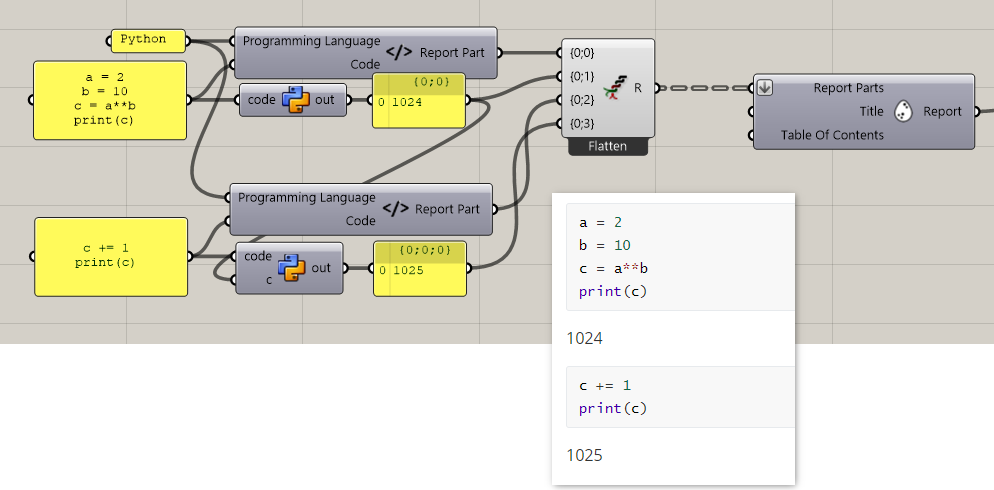 Python
a = 2
b = 10
c = a**b
print(c)
Programming Language
Code
</> Report Part
code
out
{0;0}
0 1024
{0;0}
{0;1}
{0;2}
{0;3}
R
Flatten
Report Parts
Title
Table Of Contents
Report
c += 1
print(c)
Programming Language
Code
</> Report Part
code
c
out
{0;0;0}
0 1025
a = 2
b = 10
c = a**b
print(c)
1024
c += 1
print(c)
1025